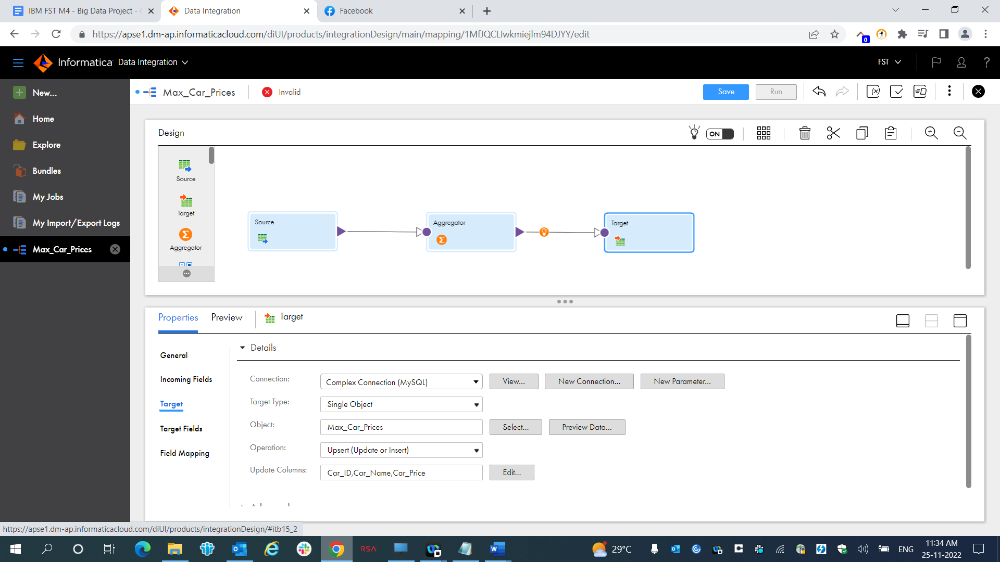 IBM FST M4 - Big Data Project -
Data Integration
Facebook
https://apse1.dm-ap.informaticacloud.com/diUI/products/integrationDesign/main/mapping/1MfJQCLIwkmiejlm94DJYY/edit
0
Informatica
Data Integration
FST
?
New...
Home
Explore
Bundles
My Jobs
My Import/Export Logs
Max_Car_Prices
Max_Car_Prices
Invalid
Save
Run
Design
ON
Source
Target
Aggregator
Source
Aggregator
Target
Properties
Preview
Target
General
Incoming Fields
Target
Target Fields
Field Mapping
Details
Connection:
Complex Connection (MySQL)
View...
New Connection...
New Parameter...
Target Type:
Single Object
Object:
Max_Car_Prices
Select...
Preview Data...
Operation:
Upsert (Update or Insert)
Update Columns:
Car_ID,Car_Name,Car_Price
Edit...
https://apse1.dm-ap.informaticacloud.com/diUI/products/integrationDesign/#itb15_2
RSA
29°C
ENG
11:34 AM
25-11-2022